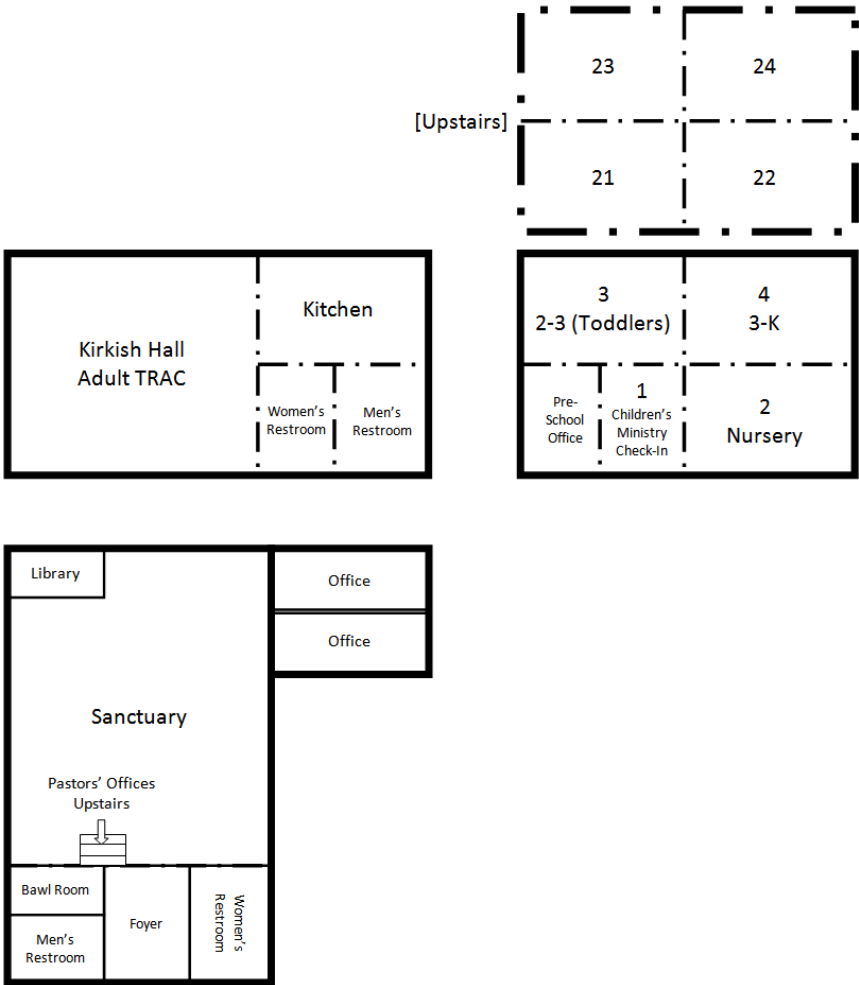 23
24
[Upstairs]
21
22
Kirkish Hall
Adult TRAC
Kitchen
Women's
Restroom
Men's
Restroom
3
2-3 (Toddlers)
4
3-K
Pre-
School
Office
1
Children's
Ministry
Check-In
2
Nursery
Library
Office
Office
Sanctuary
Pastors' Offices
Upstairs
Bawl Room
Men's
Restroom
Foyer
Women's
Restroom